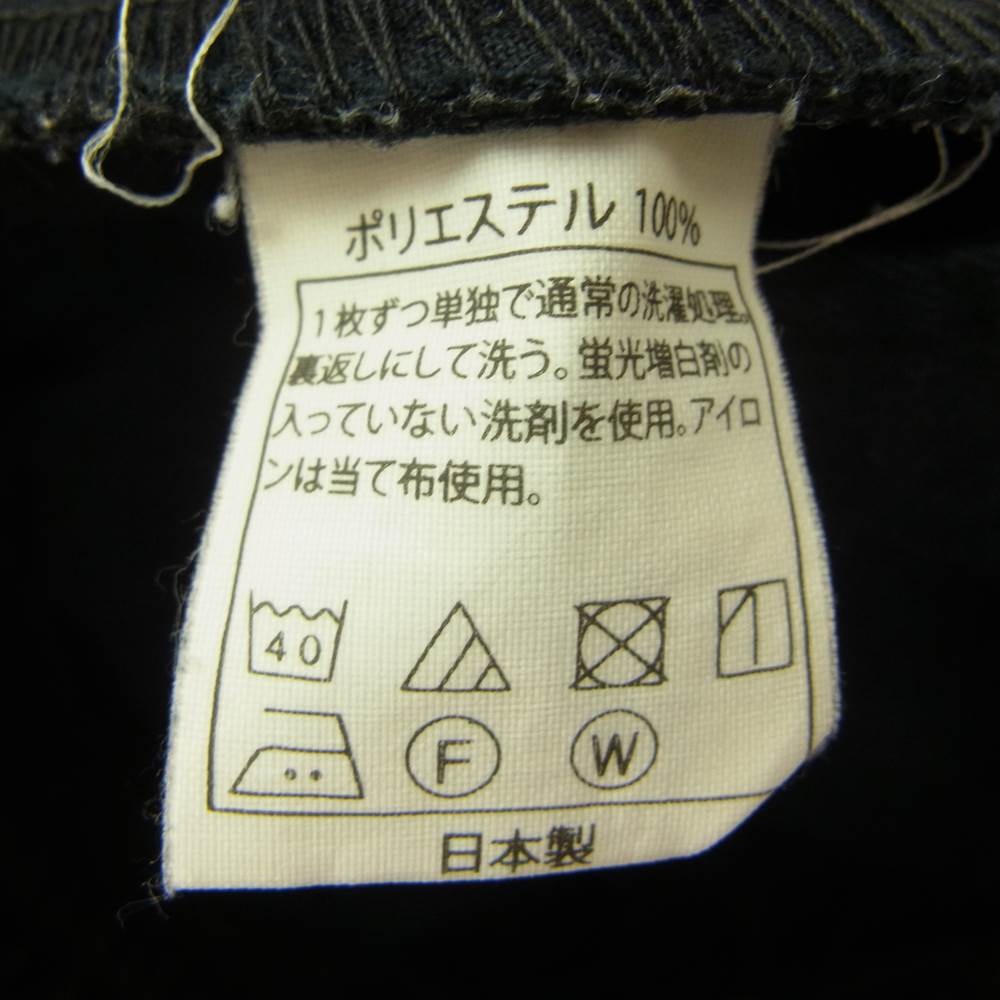 ポリエステル 100%
1枚ずつ単独で通常の洗濯処理。
裏返しにして洗う。蛍光増白剤の
入っていない洗剤を使用。アイロ
ンは当て布使用。
40
F W
日本製